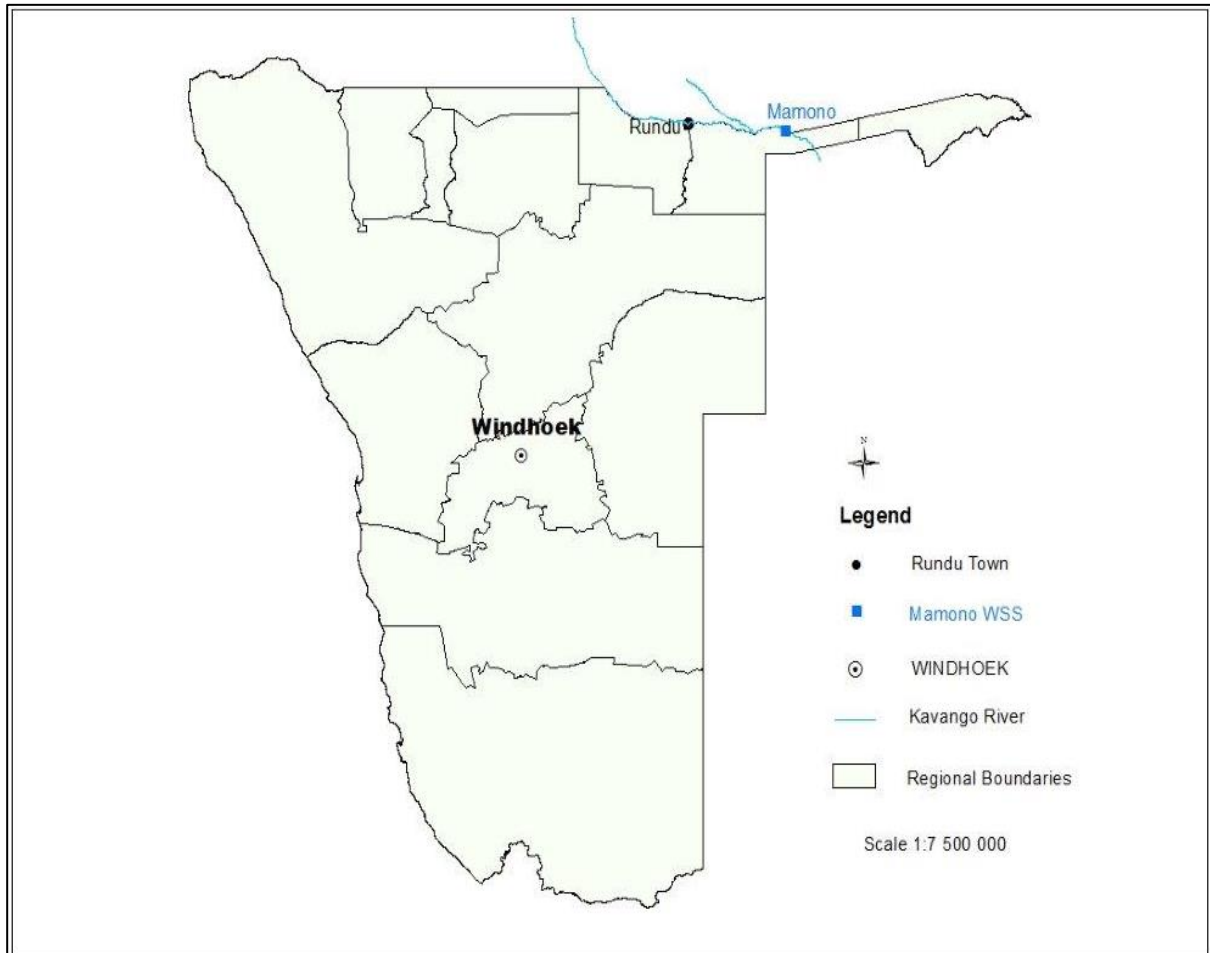 Mamono
Rundu
Windhoek
N
Legend
Rundu Town
Mamono WSS
WINDHOEK
Kavango River
Regional Boundaries
Scale 1:7 500 000